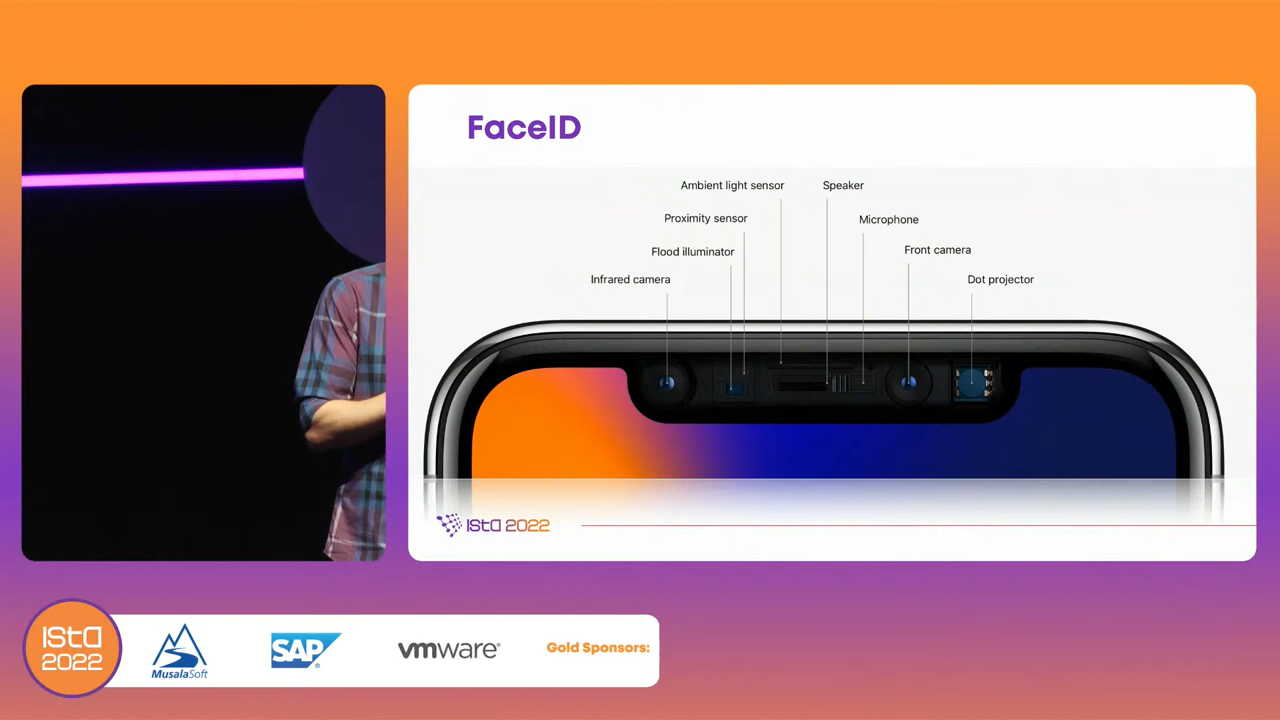 FaceID
Ambient light sensor
Speaker
Proximity sensor
Microphone
Flood illuminator
Front camera
Infrared camera
Dot projector
ISTA 2022
ISTA
2022
MusalaSoft
SAP®
vmware®
Gold Sponsors: